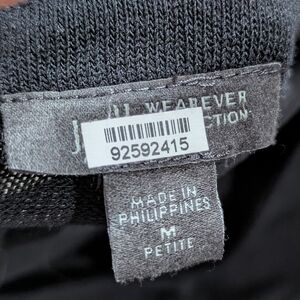 WEAREVER
92592415
MADE IN
PHILIPPINES
M
PETITE